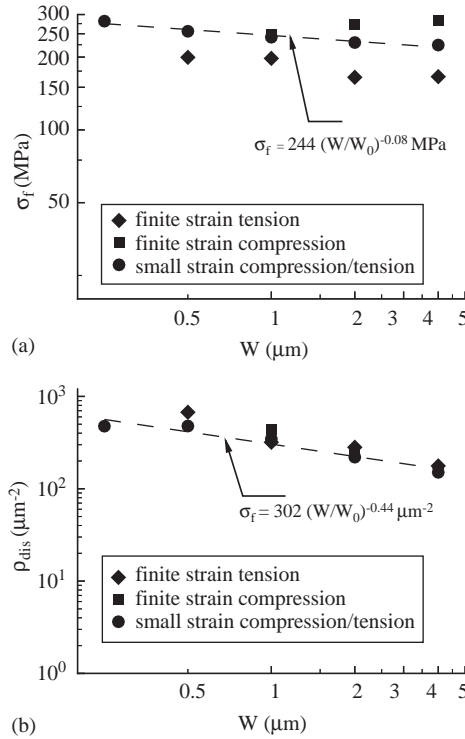 300
250
200
150
100
50
σf (MPa)
σf = 244 (W/W0)-0.08 MPa
finite strain tension
finite strain compression
small strain compression/tension
0.5 1 2 3 4 5
(a)
W (μm)
10³
10²
10¹
10⁰
ρdis (μm⁻²)
σf = 302 (W/W0)-0.44 μm-2
finite strain tension
finite strain compression
small strain compression/tension
0.5 1 2 3 4 5
(b)
W (μm)